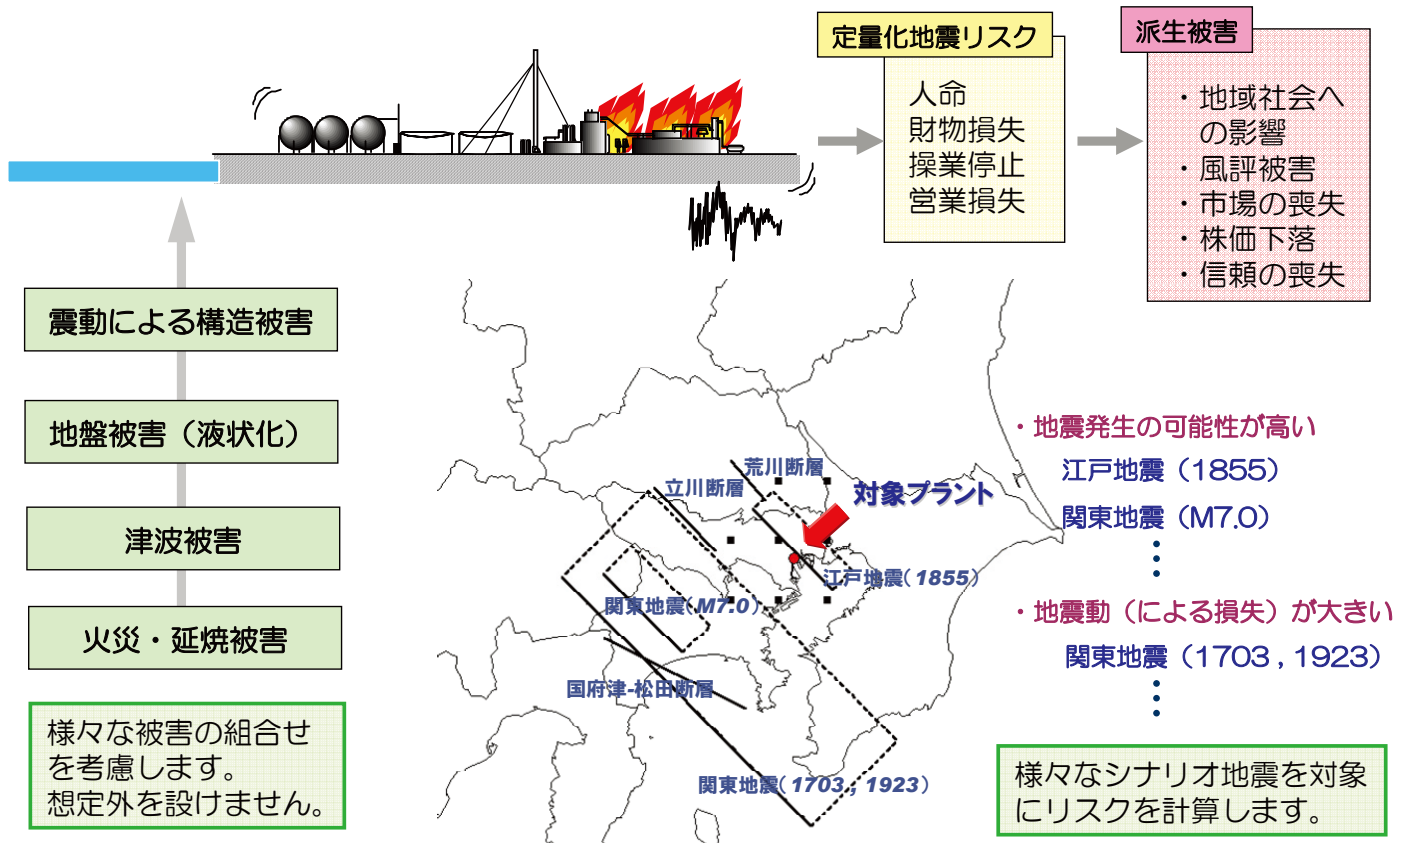 定量化地震リスク
人命
財物損失
操業停止
営業損失
派生被害
・地域社会へ
の影響
・風評被害
・市場の喪失
・株価下落
・信頼の喪失
震動による構造被害
地盤被害（液状化）
津波被害
火災・延焼被害
様々な被害の組合せ
を考慮します。
想定外を設けません。
荒川断層
立川断層
対象プラント
江戸地震(1855)
関東地震(M7.0)
国府津-松田断層
関東地震(1703, 1923)
・地震発生の可能性が高い
江戸地震（1855）
関東地震（M7.0）
⋮
・地震動（による損失）が大きい
関東地震（1703 , 1923）
⋮
様々なシナリオ地震を対象
にリスクを計算します。